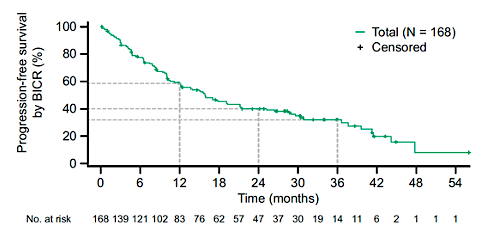 Progression-free survival
by BICR (%)
100
80
60
40
20
0
Total (N = 168)
Censored
0 6 12 18 24 30 36 42 48 54
Time (months)
No. at risk 168 139 121 102 83 76 62 57 47 37 30 19 14 11 6 2 1 1 1